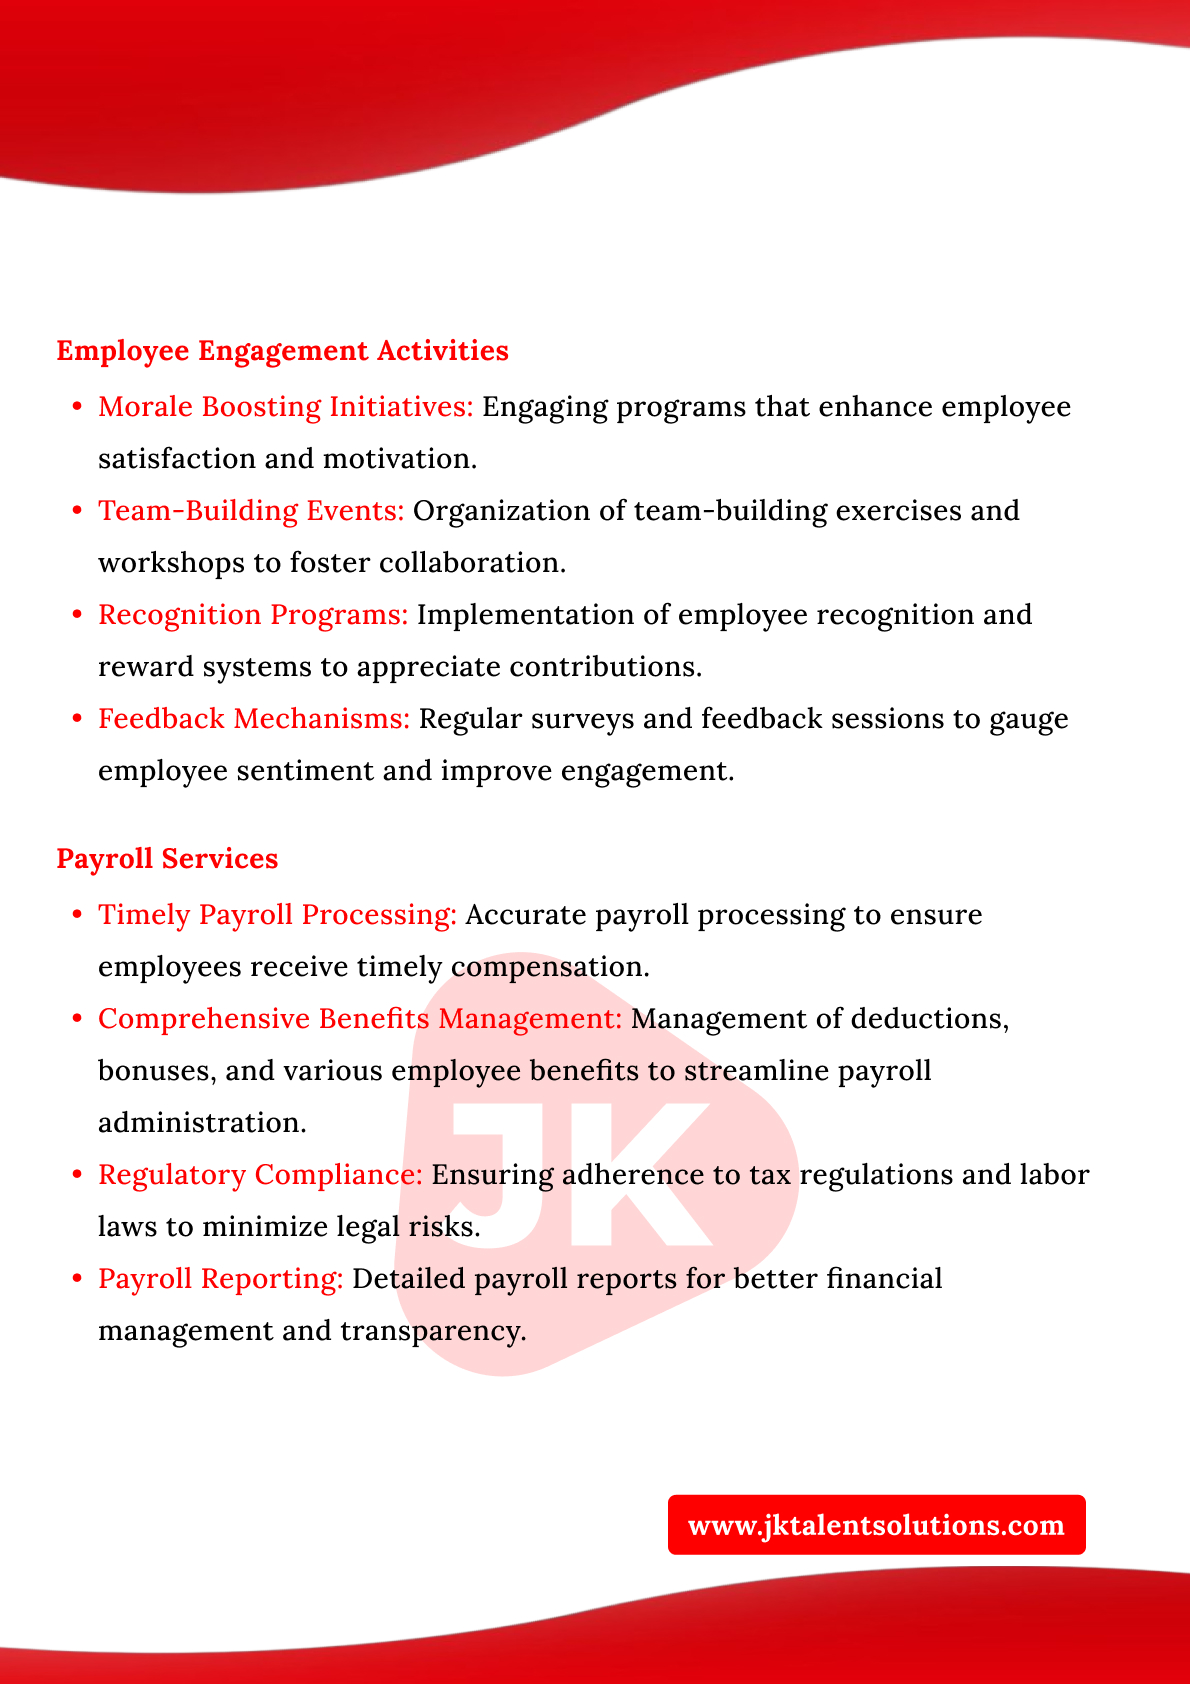 Employee Engagement Activities
• Morale Boosting Initiatives: Engaging programs that enhance employee
satisfaction and motivation.
• Team-Building Events: Organization of team-building exercises and
workshops to foster collaboration.
• Recognition Programs: Implementation of employee recognition and
reward systems to appreciate contributions.
• Feedback Mechanisms: Regular surveys and feedback sessions to gauge
employee sentiment and improve engagement.
Payroll Services
• Timely Payroll Processing: Accurate payroll processing to ensure
employees receive timely compensation.
• Comprehensive Benefits Management: Management of deductions,
bonuses, and various employee benefits to streamline payroll
administration.
• Regulatory Compliance: Ensuring adherence to tax regulations and labor
laws to minimize legal risks.
• Payroll Reporting: Detailed payroll reports for better financial
management and transparency.
JK
www.jktalentsolutions.com